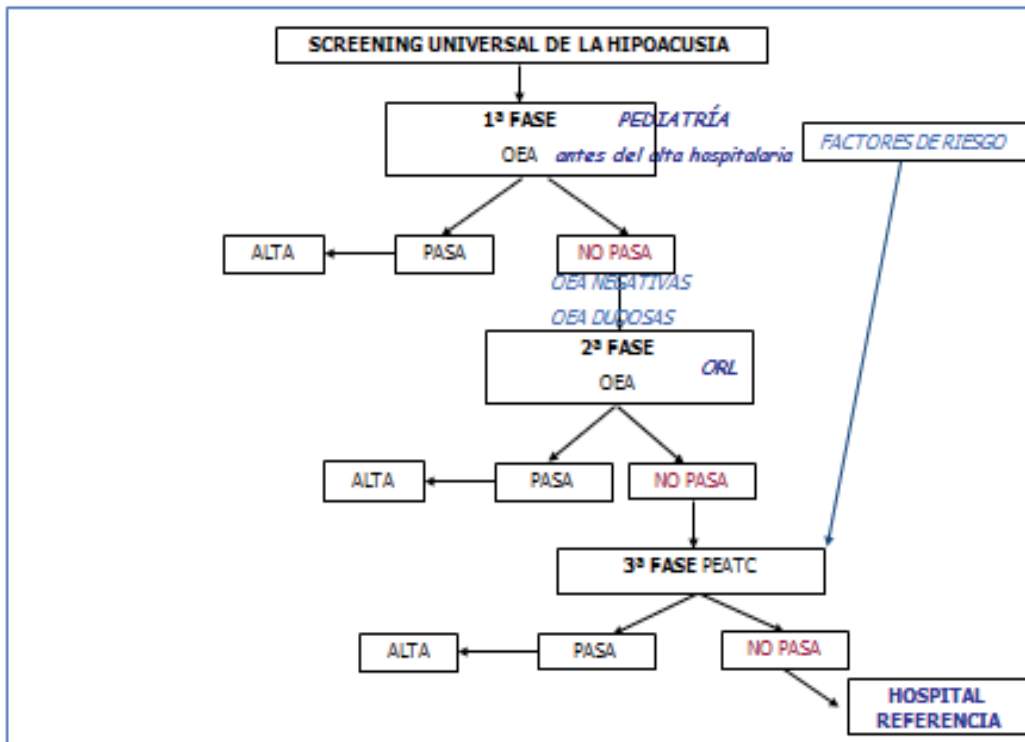 SCREENING UNIVERSAL DE LA HIPOACUSIA
1ª FASE PEDIATRÍA
OEA antes del alta hospitalaria
FACTORES DE RIESGO
ALTA PASA NO PASA
OEA NEGATIVAS
OEA DUDOSAS
2ª FASE
OEA ORL
ALTA PASA NO PASA
3ª FASE PEATC
ALTA PASA NO PASA
HOSPITAL
REFERENCIA